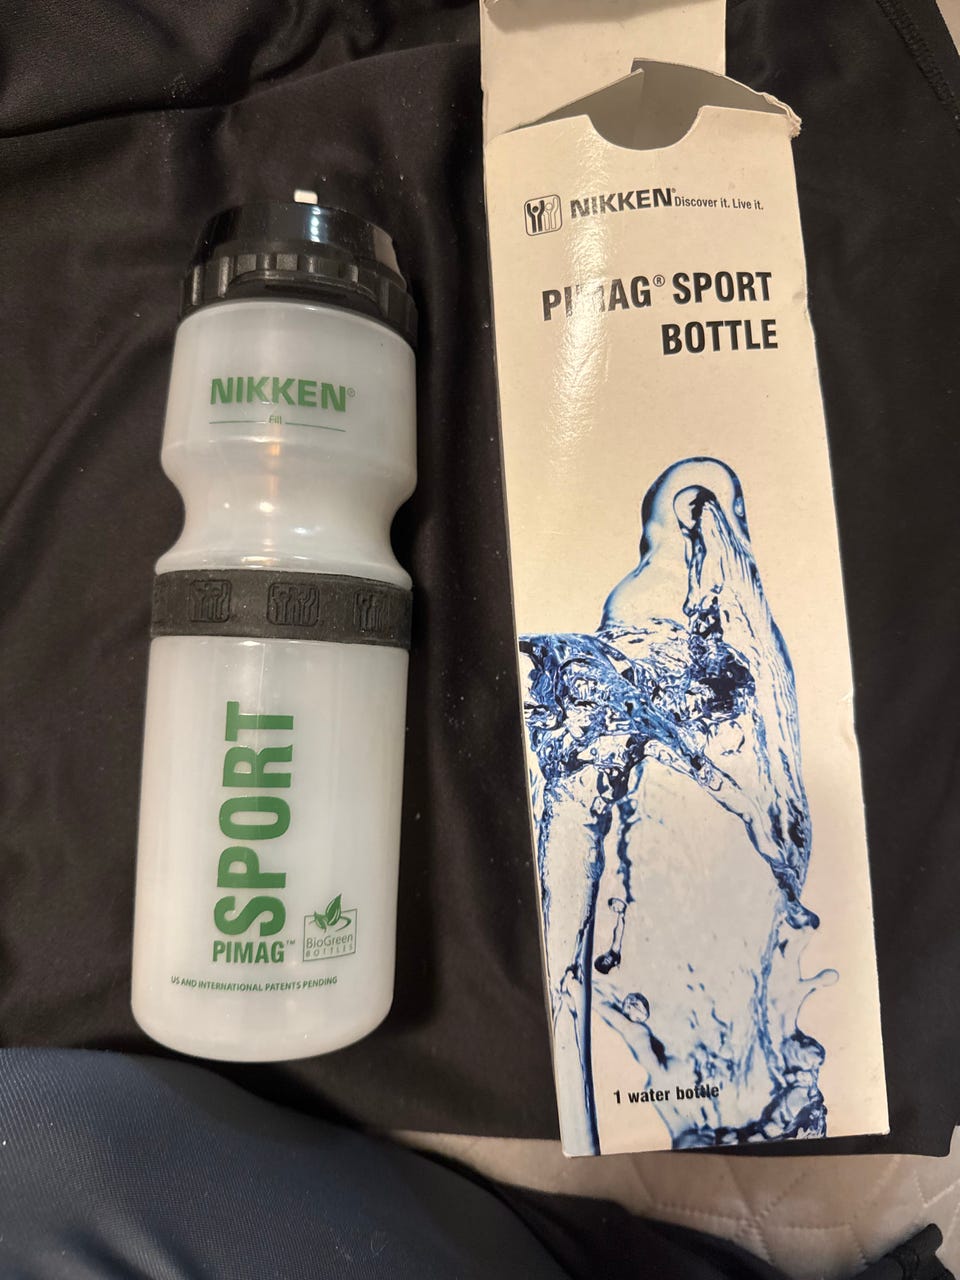 NIKKEN®
Fill
SPORT
PIMAG™
BioGreen
BOTTLES
US AND INTERNATIONAL PATENTS PENDING
NIKKEN® Discover it. Live it.
PIMAG® SPORT
BOTTLE
1 water bottle